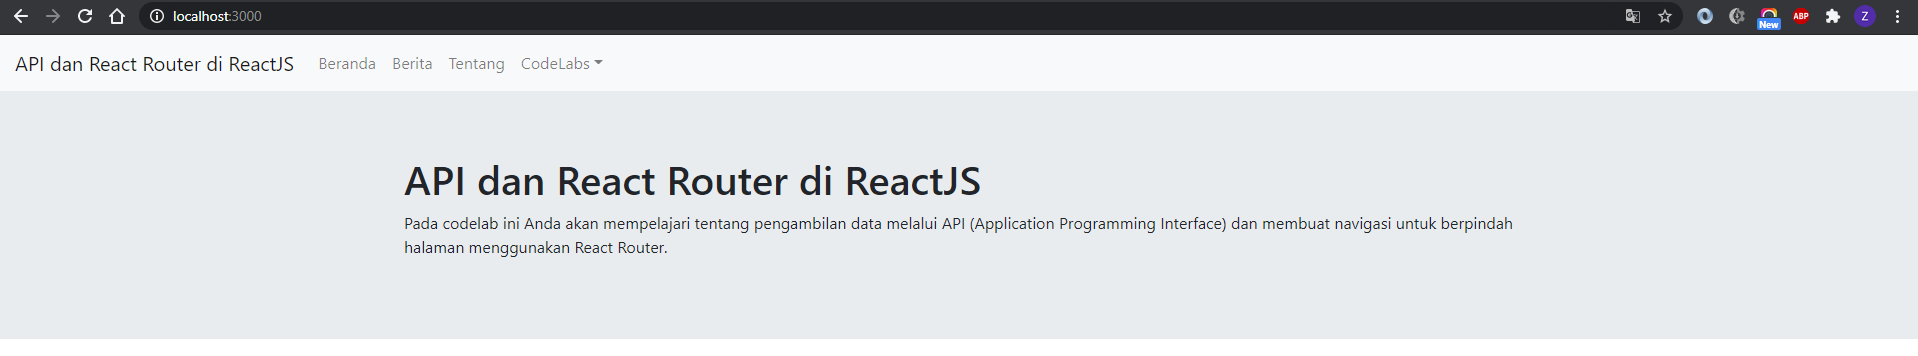 localhost:3000
New
ABP
Z
API dan React Router di ReactJS Beranda Berita Tentang CodeLabs
API dan React Router di ReactJS
Pada codelab ini Anda akan mempelajari tentang pengambilan data melalui API (Application Programming Interface) dan membuat navigasi untuk berpindah
halaman menggunakan React Router.